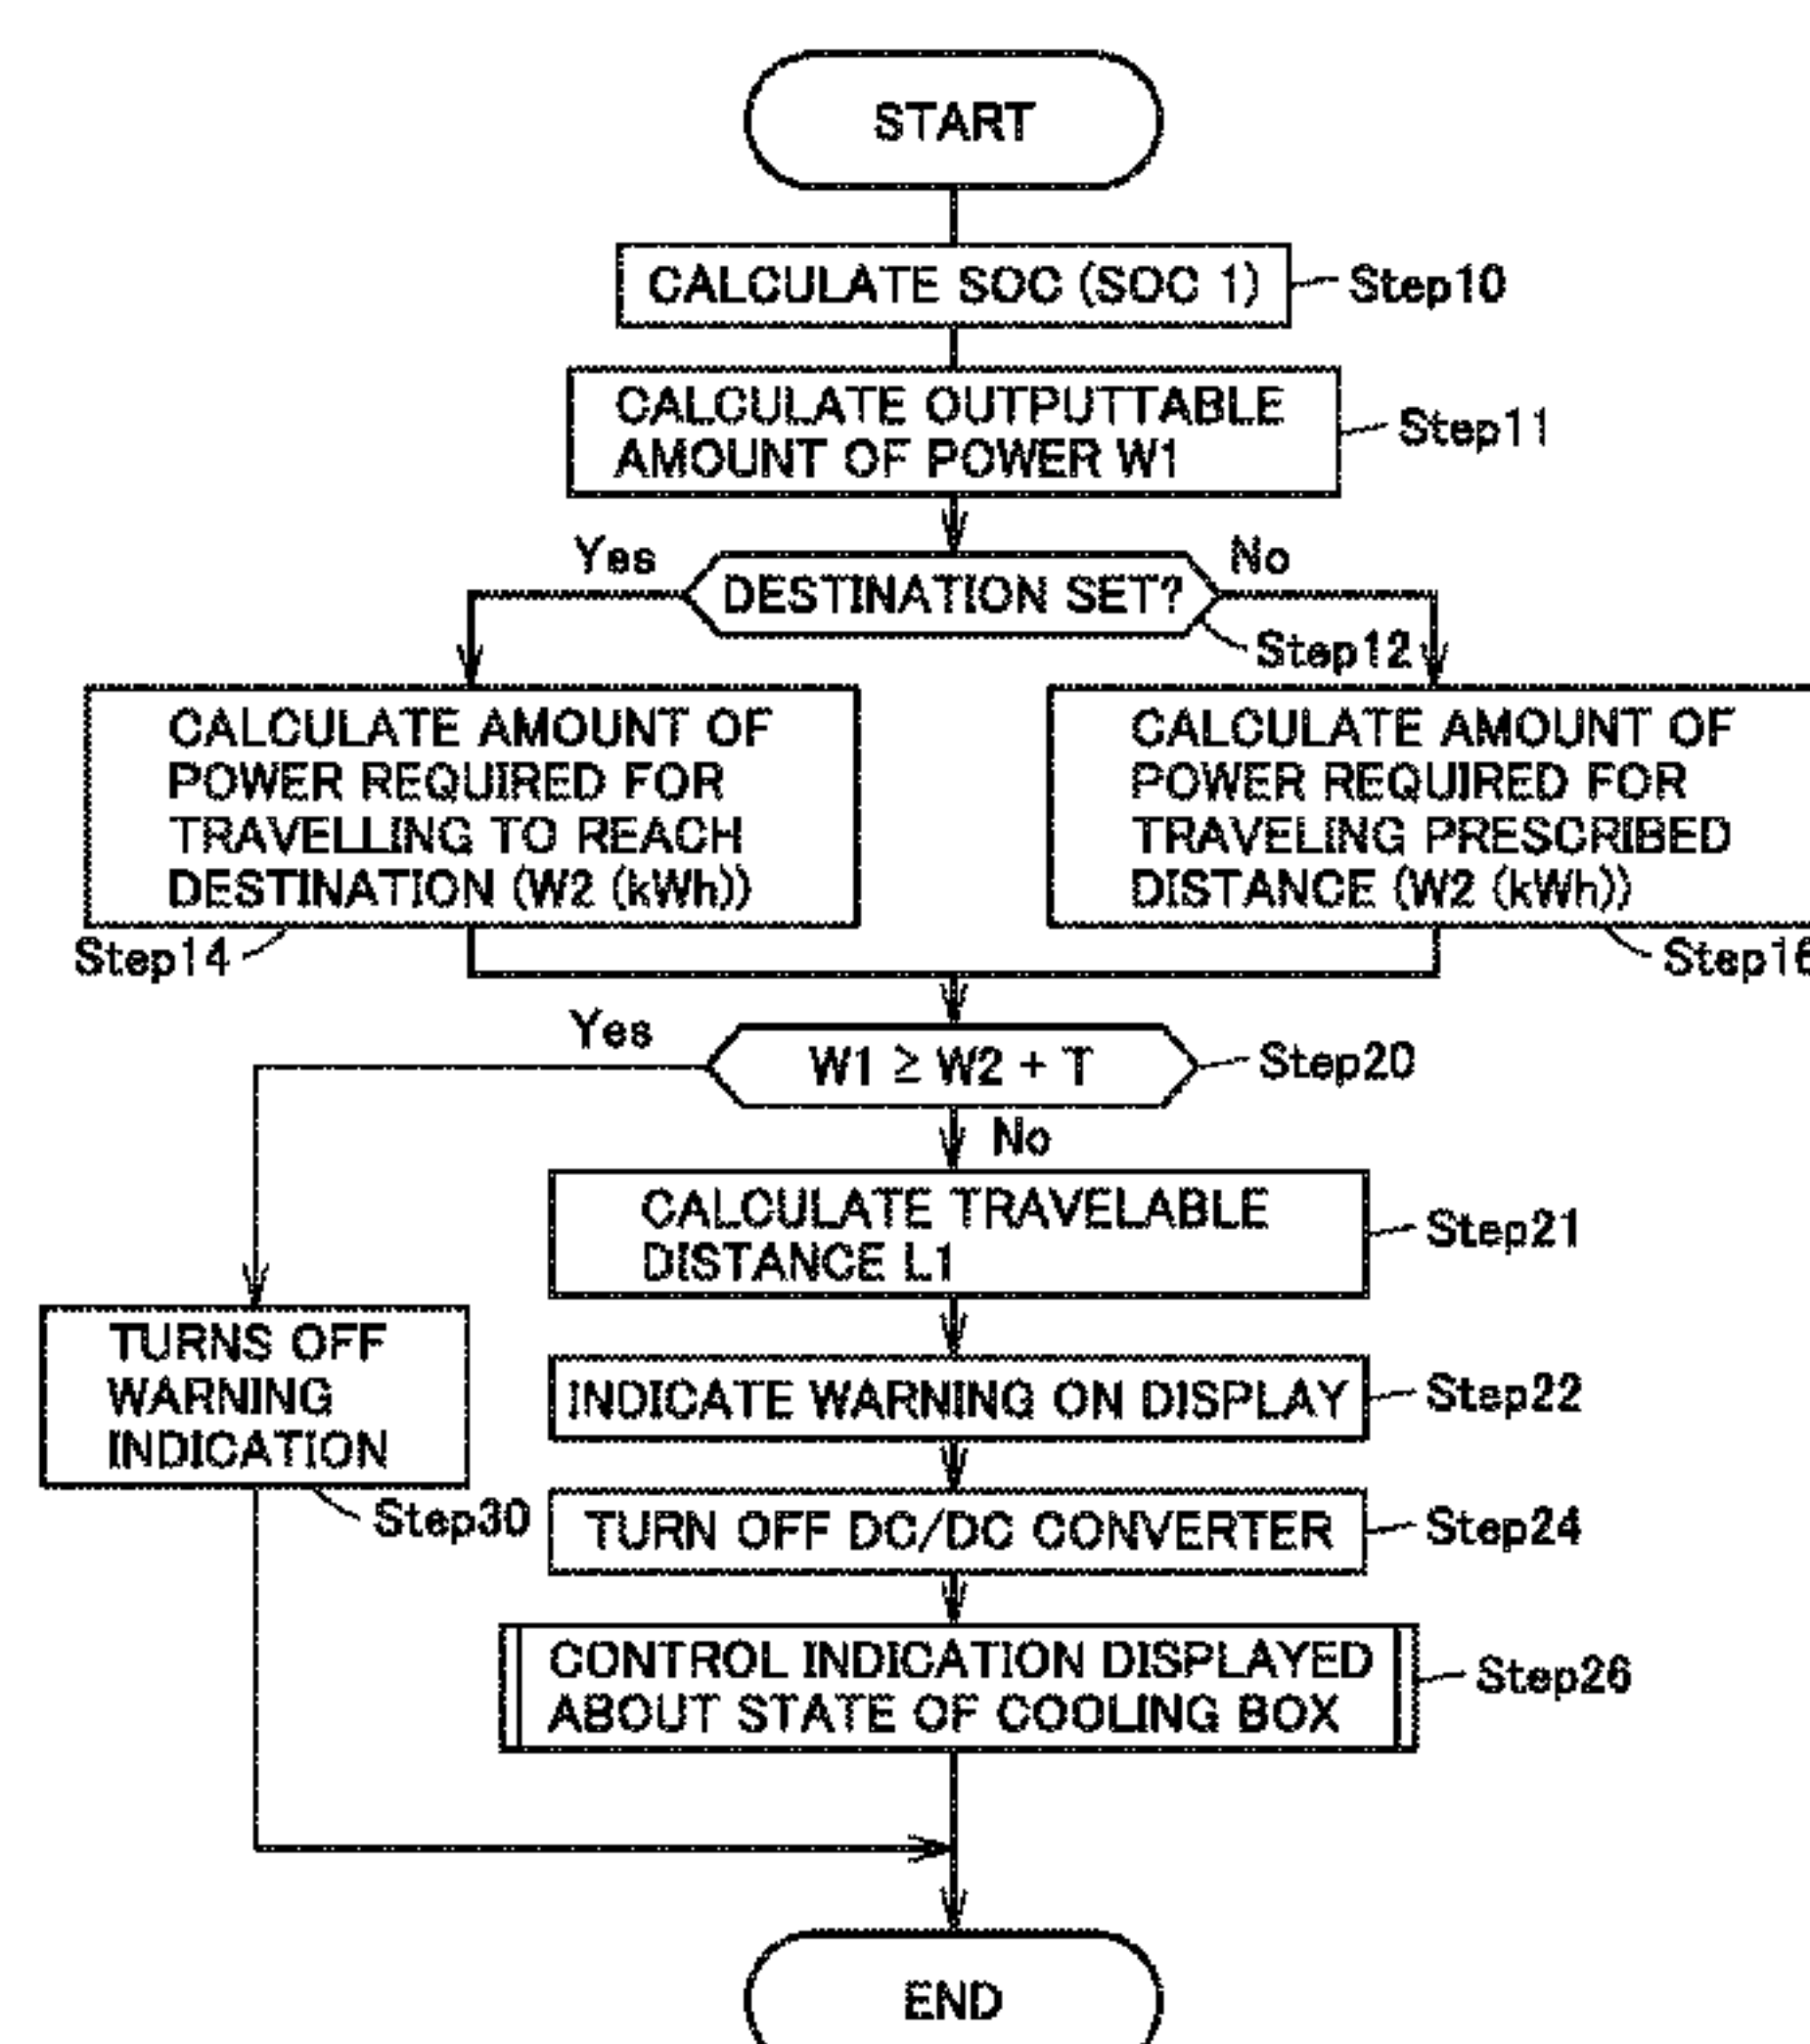 START
CALCULATE SOC (SOC 1)
Step10
CALCULATE OUTPUTTABLE
AMOUNT OF POWER W1
Step11
Yes
DESTINATION SET?
No
Step12
CALCULATE AMOUNT OF
POWER REQUIRED FOR
TRAVELLING TO REACH
DESTINATION (W2 (kWh))
Step14
CALCULATE AMOUNT OF
POWER REQUIRED FOR
TRAVELING PRESCRIBED
DISTANCE (W2 (kWh))
Step16
Yes
W1 ≥ W2 + T
Step20
No
CALCULATE TRAVELABLE
DISTANCE L1
Step21
INDICATE WARNING ON DISPLAY
Step22
TURNS OFF
WARNING
INDICATION
Step30
TURN OFF DC/DC CONVERTER
Step24
CONTROL INDICATION DISPLAYED
ABOUT STATE OF COOLING BOX
Step26
END